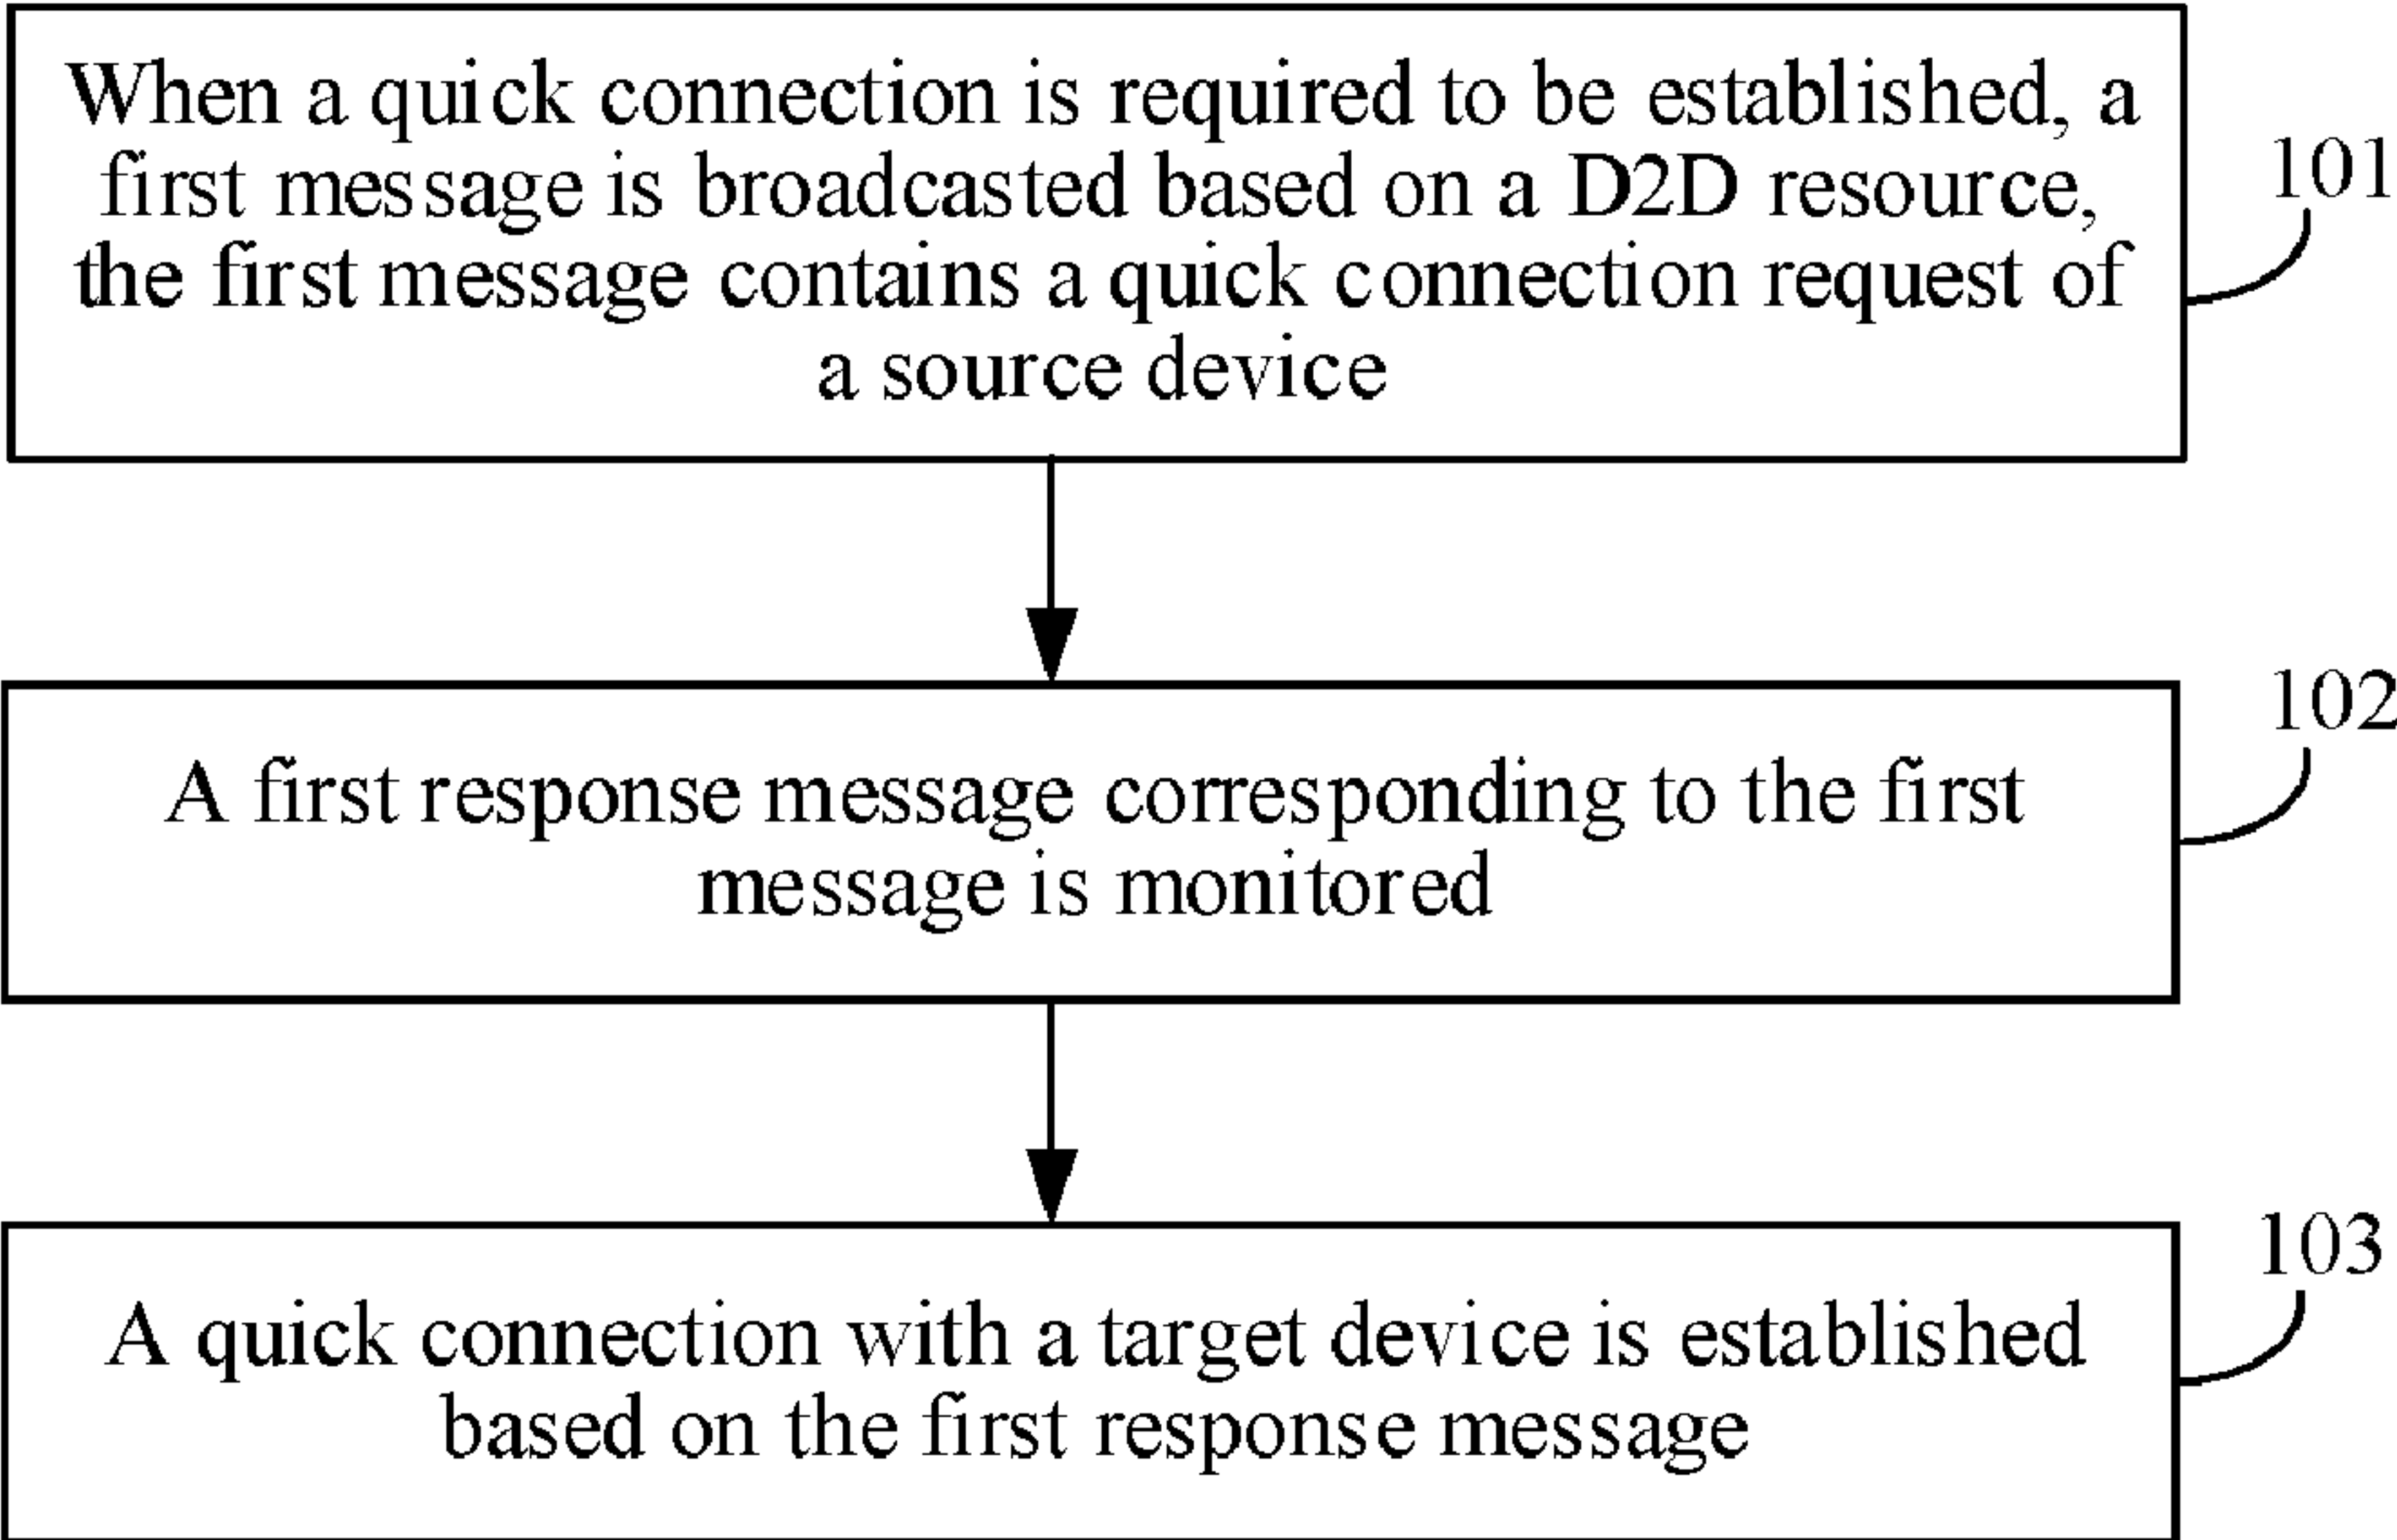 When a quick connection is required to be established, a
first message is broadcasted based on a D2D resource,
the first message contains a quick connection request of
a source device
101
A first response message corresponding to the first
message is monitored
102
A quick connection with a target device is established
based on the first response message
103